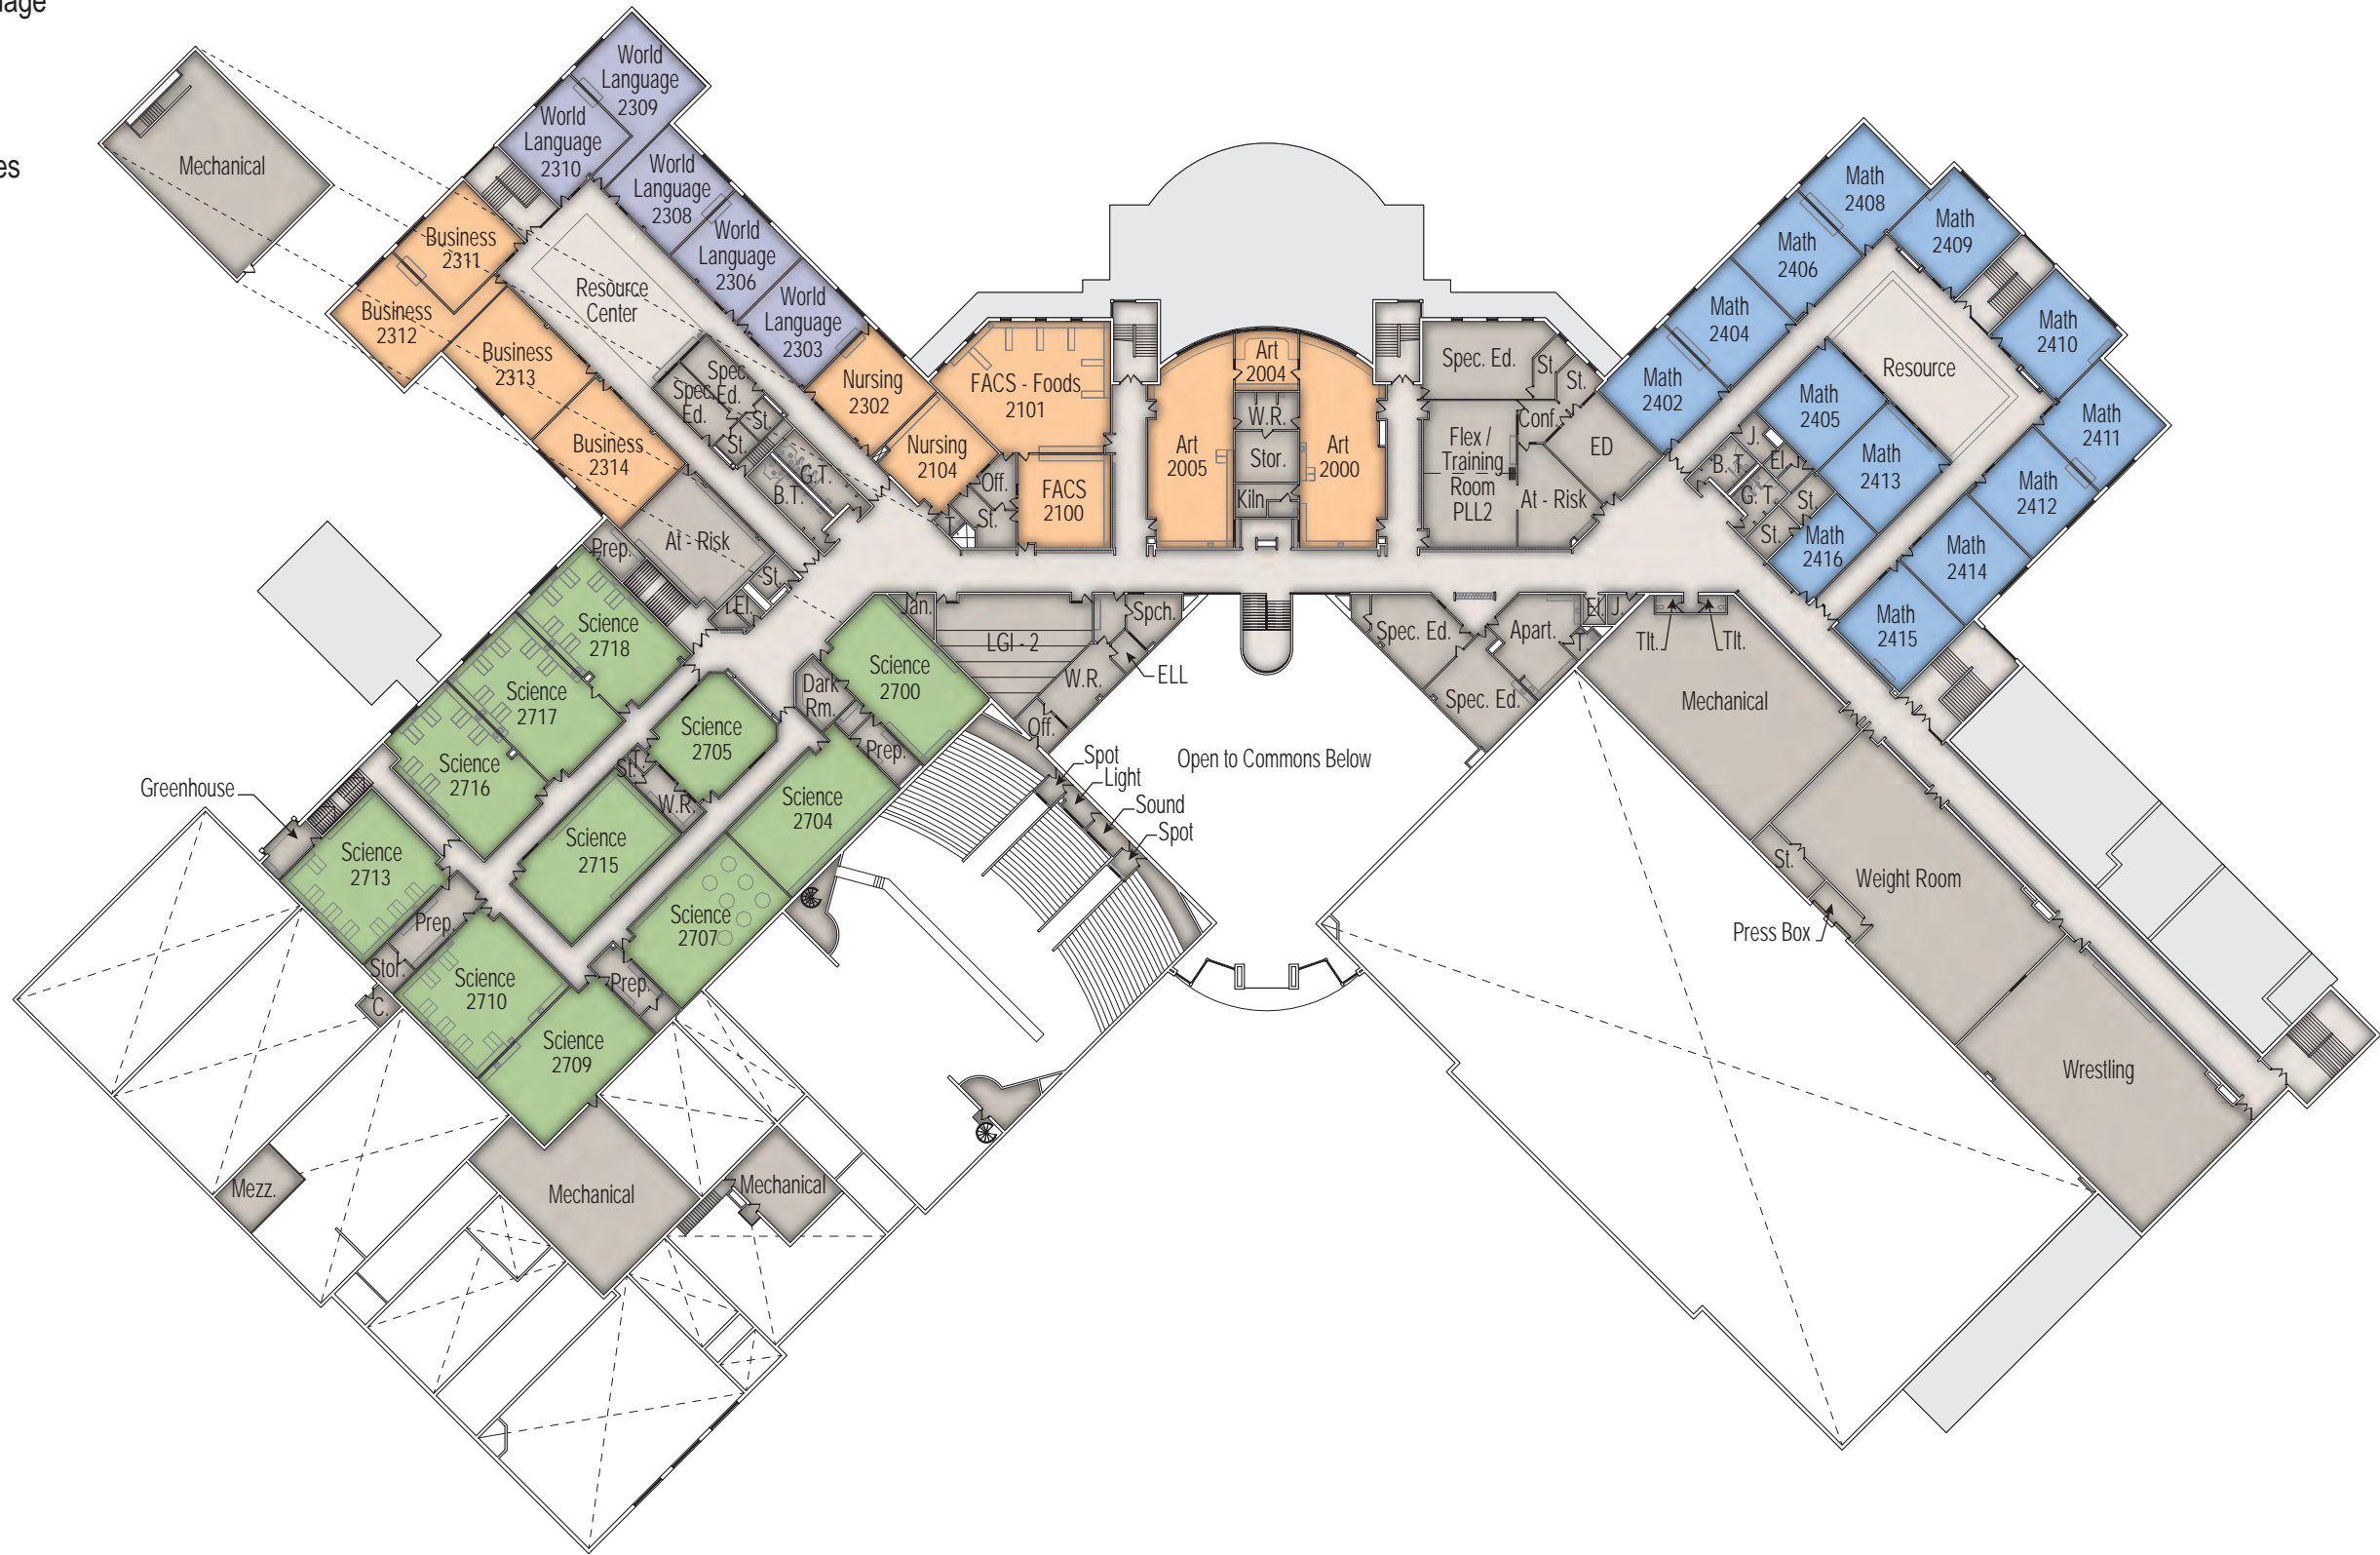 es
Mechanical
World
Language
2309
World
Language
2310
World
Language
2308
World
Language
2306
World
Language
2303
Business
2311
Business
2312
Business
2313
Business
2314
Resource
Center
Spec.
Ed.
Spec.
Ed.
St.
St.
G.T.
B.T.
At - Risk
St.
El.
Prep.
Nursing
2302
Nursing
2104
FACS - Foods
2101
FACS
2100
Off.
St.
T.
Art
2005
Art
2004
W.R.
Stor.
Kiln
Art
2000
Spec. Ed.
St.
St.
Conf.
Flex /
Training
Room
PLL2
At - Risk
ED
Math
2402
Math
2404
Math
2406
Math
2408
Math
2409
Math
2410
Math
2411
Math
2412
Math
2414
Math
2415
Math
2405
Math
2413
Math
2416
Resource
J.
B. T.
El.
G. T.
St.
St.
Science
2718
Science
2717
Science
2716
Science
2713
Science
2710
Science
2709
Science
2707
Science
2704
Science
2700
Science
2705
Science
2715
Dark
Rm.
Prep.
St.
W.R.
Greenhouse
Prep.
Stor.
C.
Prep.
Jan.
LGI - 2
Spch.
ELL
W.R.
Off.
Spot
Light
Sound
Spot
Open to Commons Below
Spec. Ed.
Spec. Ed.
Apart.
El.
J.
T.
Tlt.
Tlt.
Mechanical
Weight Room
St.
Press Box
Wrestling
Mezz.
Mechanical
Mechanical